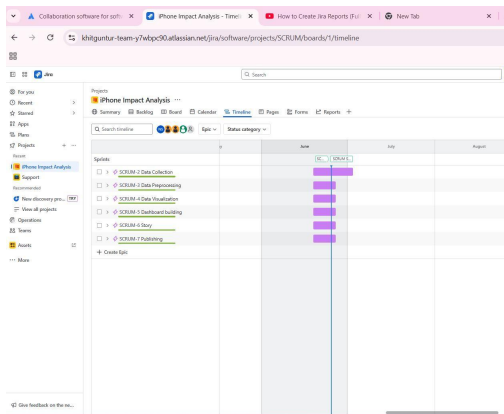 Collaboration software for softw
iPhone Impact Analysis - Timeli
How to Create Jira Reports (Full
New Tab
khitguntur-team-y7wbpc90.atlassian.net/jira/software/projects/SCRUM/boards/1/timeline
Jira
Search
For you
Recent
Starred
Apps
Plans
Projects
Recent
iPhone Impact Analysis
Support
Recommended
New discovery pro... TRY
View all projects
Operations
Teams
Assets
More
Give feedback on the ne...
Projects
iPhone Impact Analysis
Summary Backlog Board Calendar Timeline Pages Forms Reports
Search timeline Epic Status category
June July August
Sprints SC... SCRUM S...
SCRUM-2 Data Collection
SCRUM-3 Data Preprocessing
SCRUM-4 Data Visualization
SCRUM-5 Dashboard building
SCRUM-6 Story
SCRUM-7 Publishing
+ Create Epic